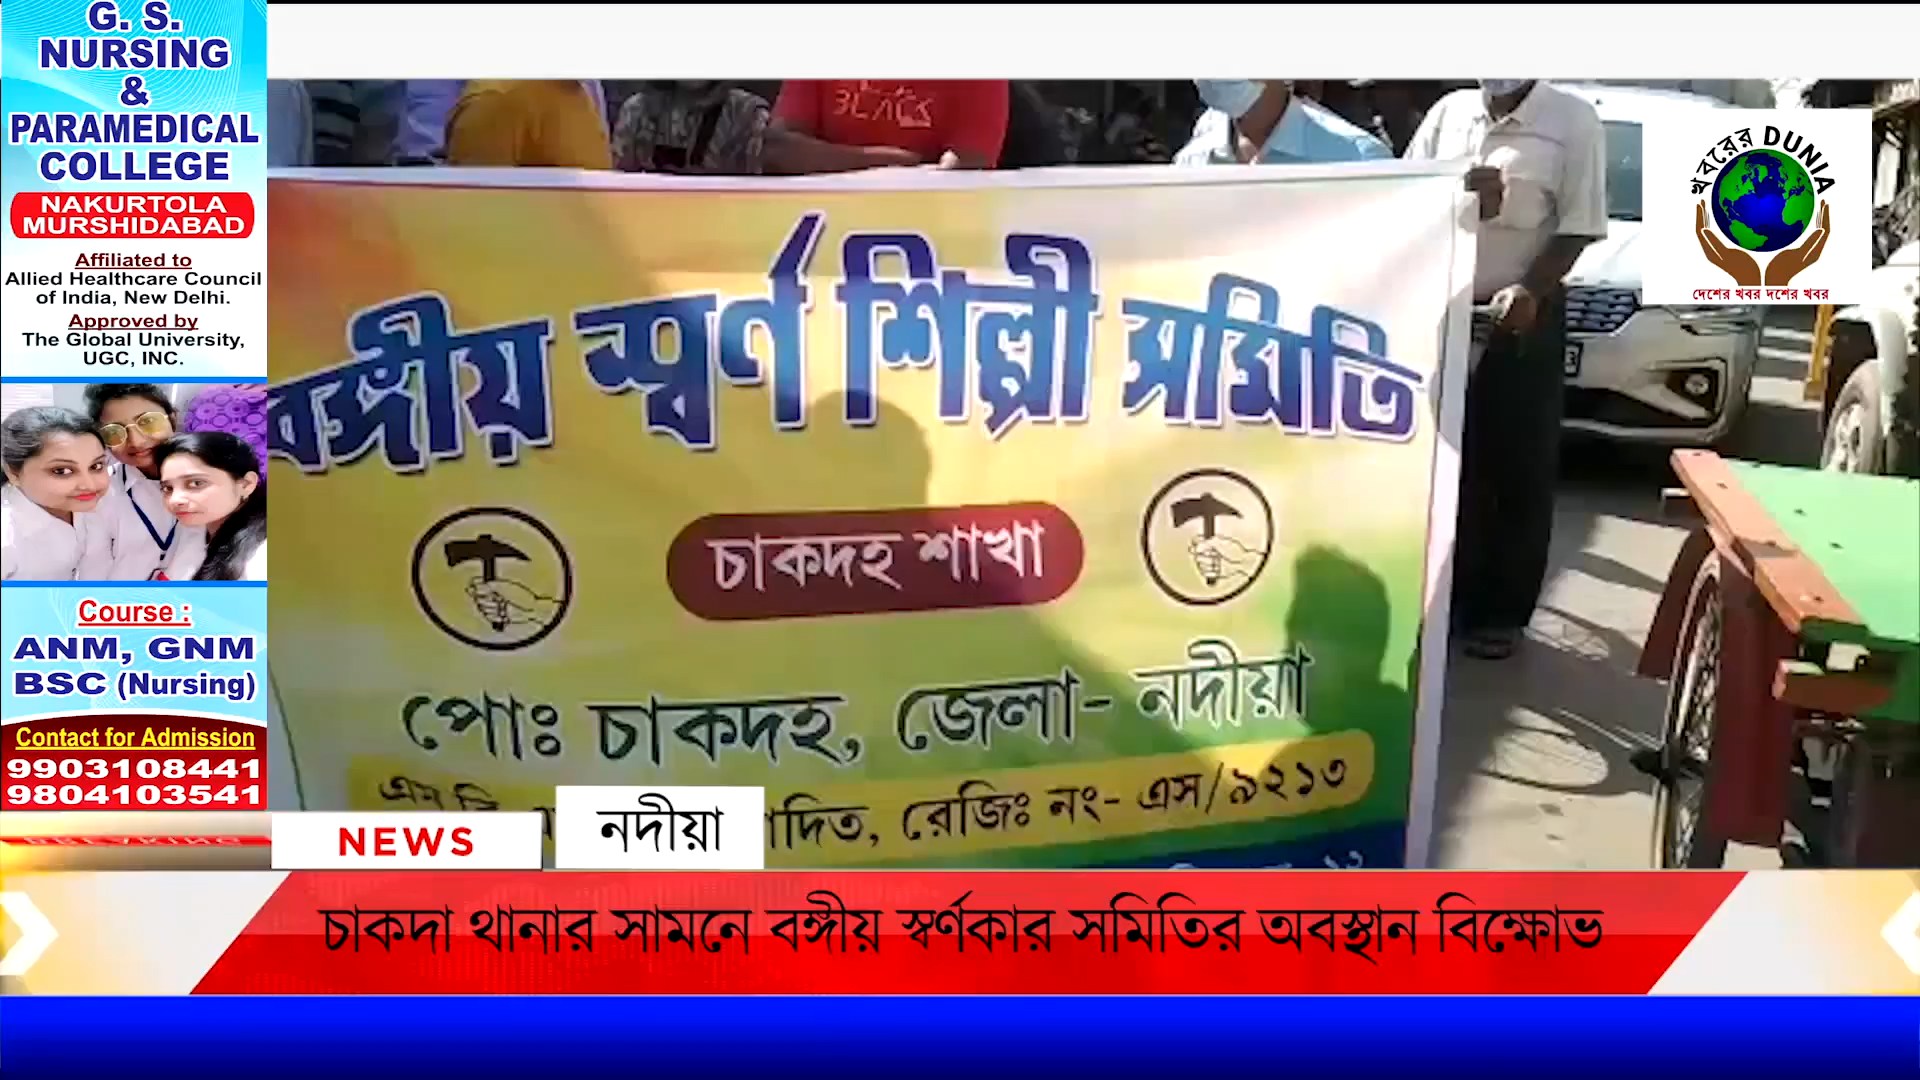 G. S.
NURSING
&
PARAMEDICAL
COLLEGE
NAKURTOLA
MURSHIDABAD
Affiliated to
Allied Healthcare Council
of India, New Delhi.
Approved by
The Global University,
UGC, INC.
Course :
ANM, GNM
BSC (Nursing)
Contact for Admission
9903108441
9804103541
BLACK
খবরের DUNIA
দেশের খবর দশের খবর
বঙ্গীয় স্বর্ণ শিল্পী সমিতি
চাকদহ শাখা
পোঃ চাকদহ, জেলা- নদীয়া
রেজিঃ নং- এস/৯২১৩
NEWS
নদীয়া
চাকদা থানার সামনে বঙ্গীয় স্বর্ণকার সমিতির অবস্থান বিক্ষোভ